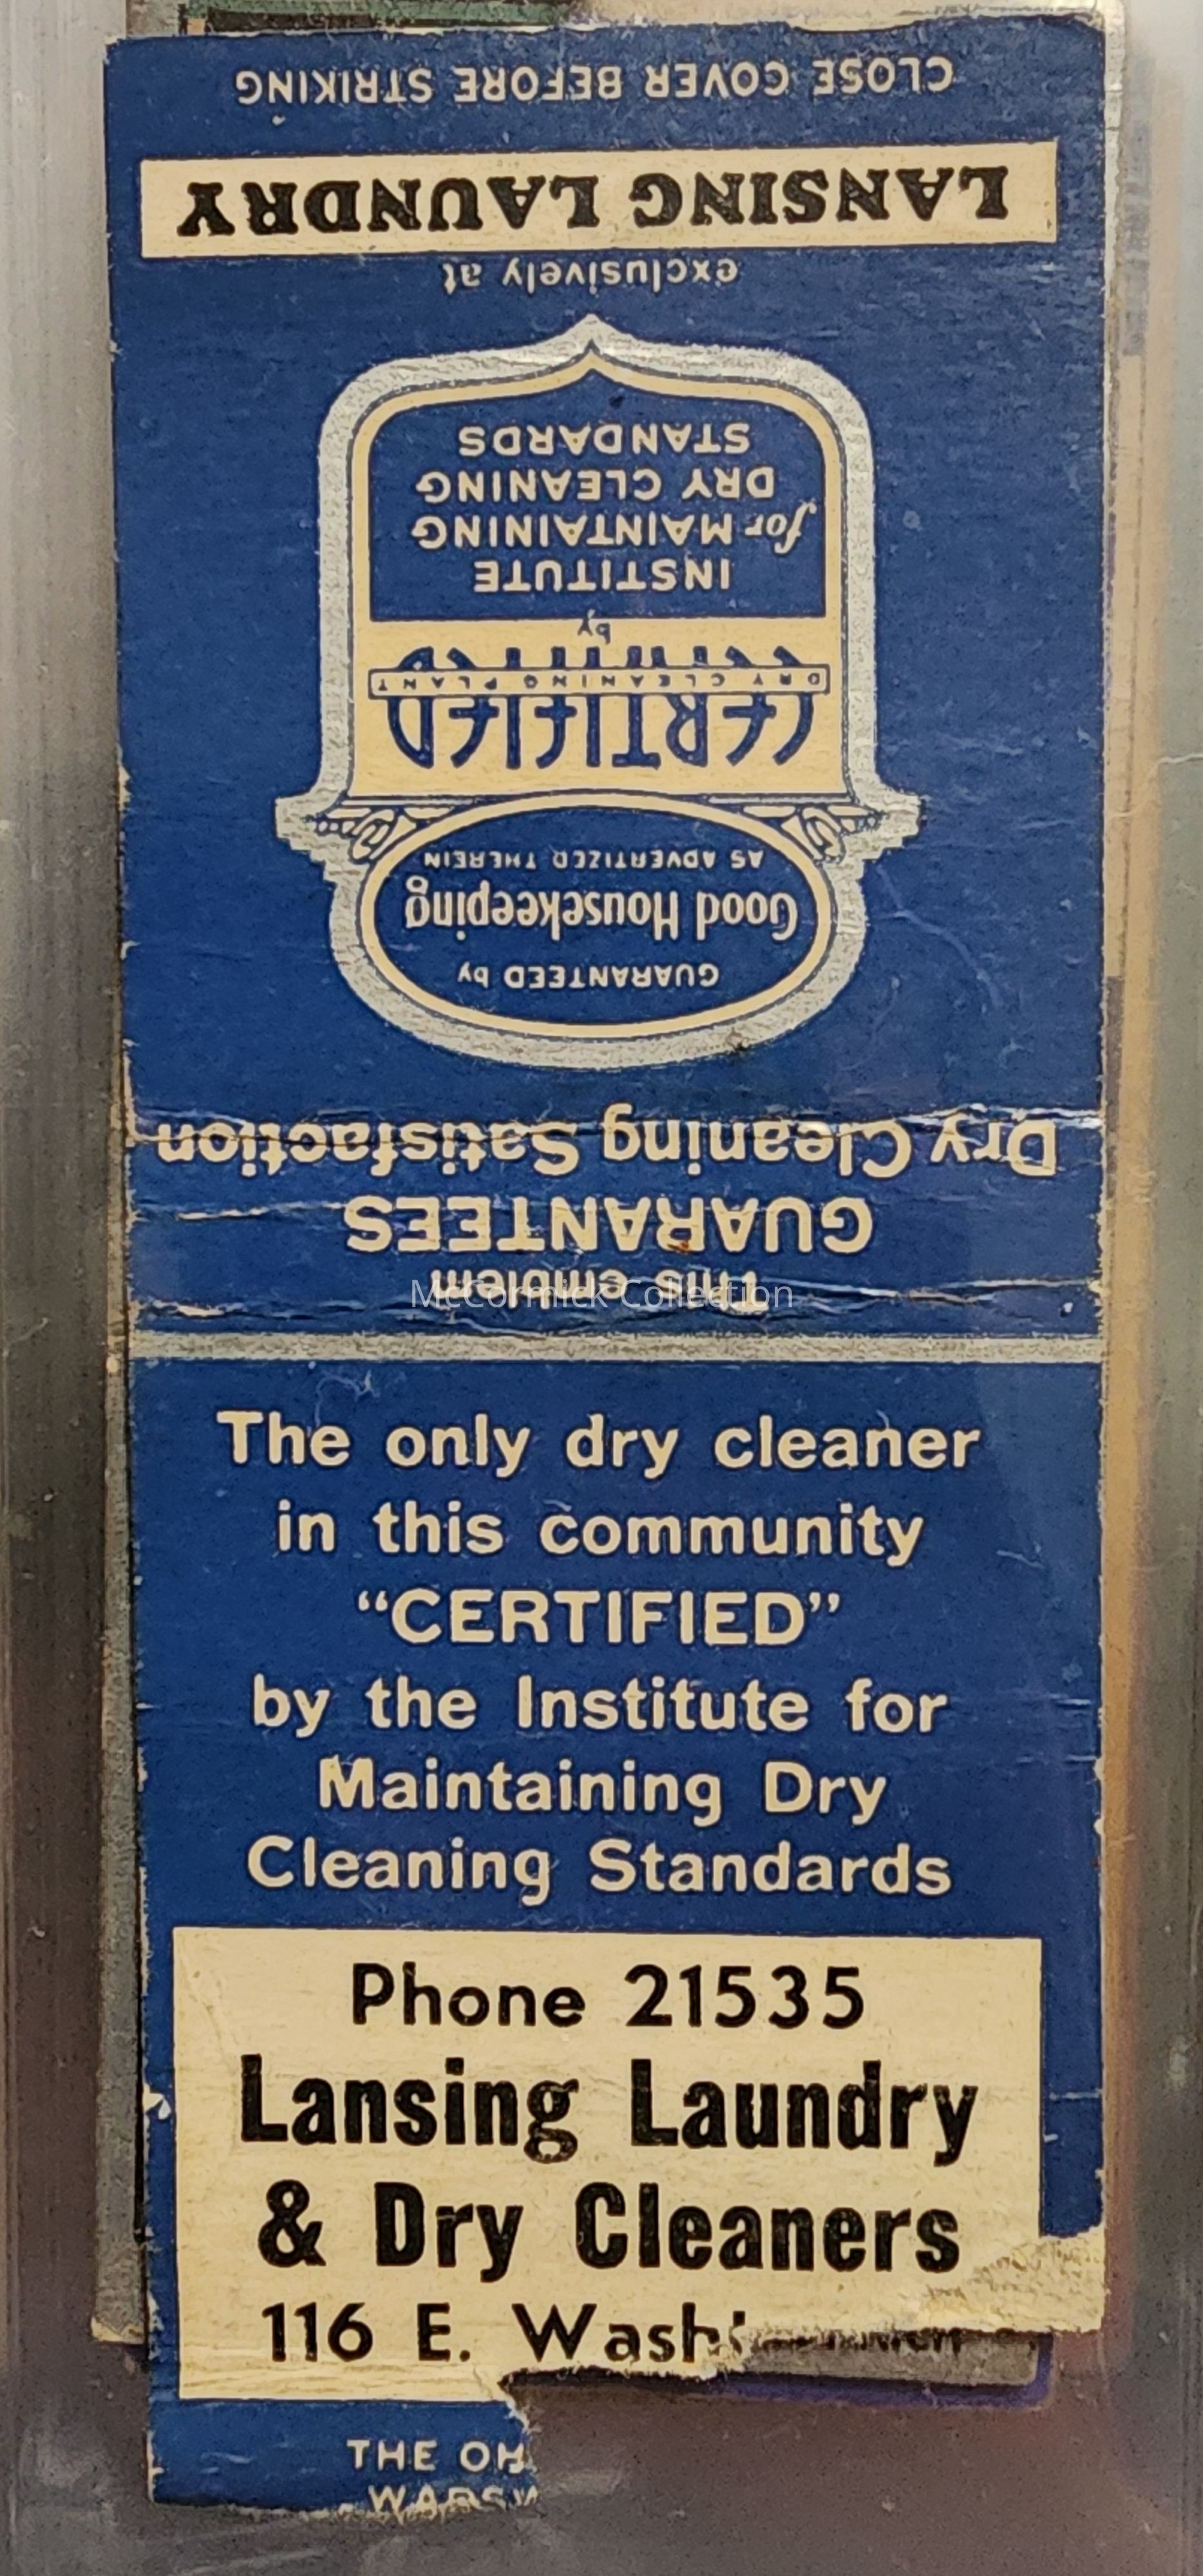 CLOSE COVER BEFORE STRIKING
LANSING LAUNDRY
exclusively at
STANDARDS
DRY CLEANING
for MAINTAINING
INSTITUTE
by
DRY CLEANING PLANT
CERTIFIED
AS ADVERTIZED THEREIN
Good Housekeeping
GUARANTEED by
Dry Cleaning Satisfaction
GUARANTEES
This emblem
McCormick Collection
The only dry cleaner
in this community
“CERTIFIED”
by the Institute for
Maintaining Dry
Cleaning Standards
Phone 21535
Lansing Laundry
& Dry Cleaners
116 E.
THE